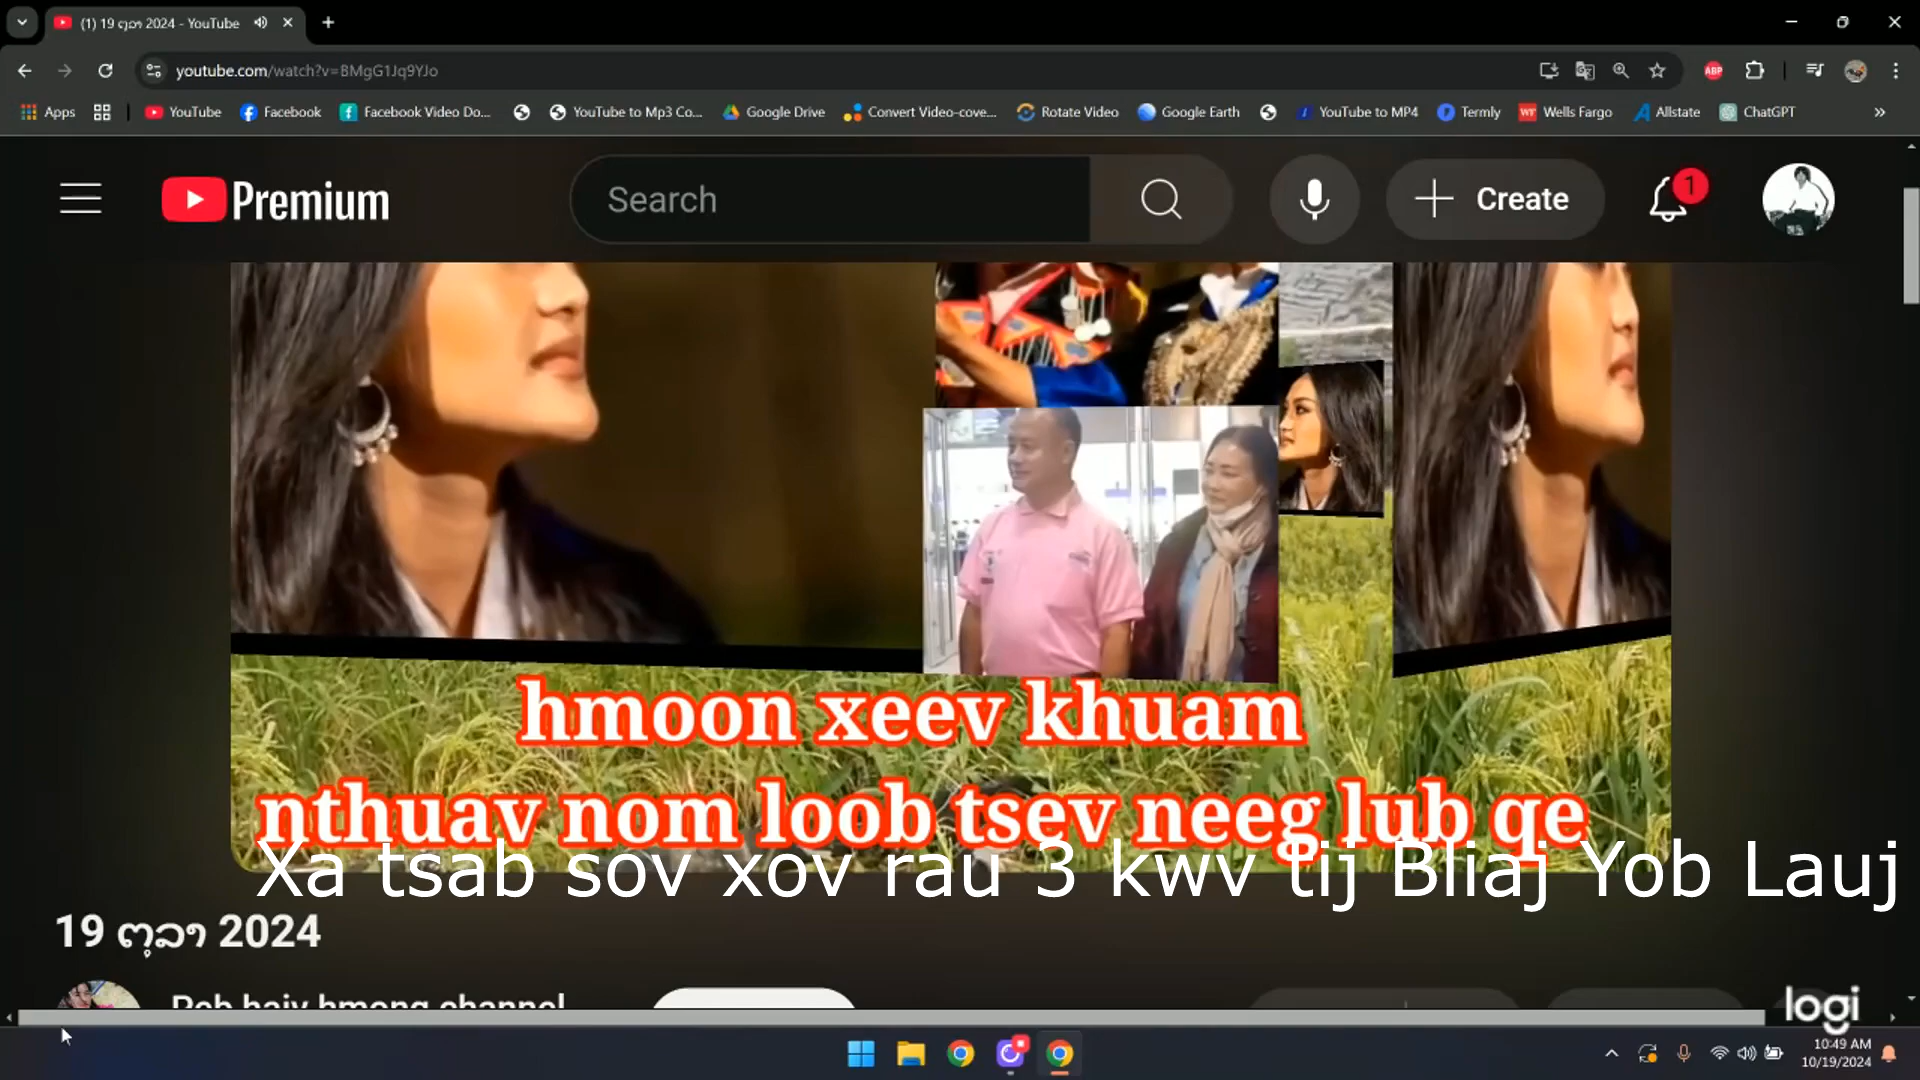 (1) 19 ຕຸລາ 2024 - YouTube
youtube.com/watch?v=BMgG1Jq9YJo
Apps YouTube Facebook Facebook Video Do... YouTube to Mp3 Co... Google Drive Convert Video-cove... Rotate Video Google Earth YouTube to MP4 Termly Wells Fargo Allstate ChatGPT
Premium Search Create 1
hmoon xeev khuam
nthuav nom loob tsev neeg lub qe
Xa tsab sov xov rau 3 kwv tij Bliaj Yob Lauj
19 ຕຸລາ 2024
hmong channel
logi
10:49 AM
10/19/2024